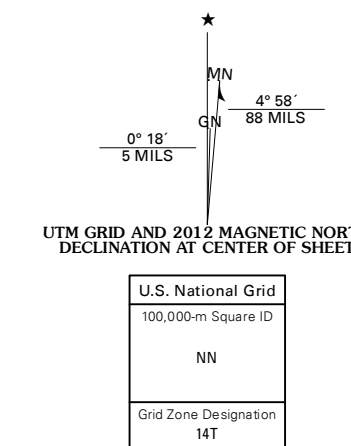 ★
MN
GN
4° 58´
88 MILS
0° 18´
5 MILS
UTM GRID AND 2012 MAGNETIC NOR
DECLINATION AT CENTER OF SHEET
U.S. National Grid
100,000-m Square ID
NN
Grid Zone Designation
14T